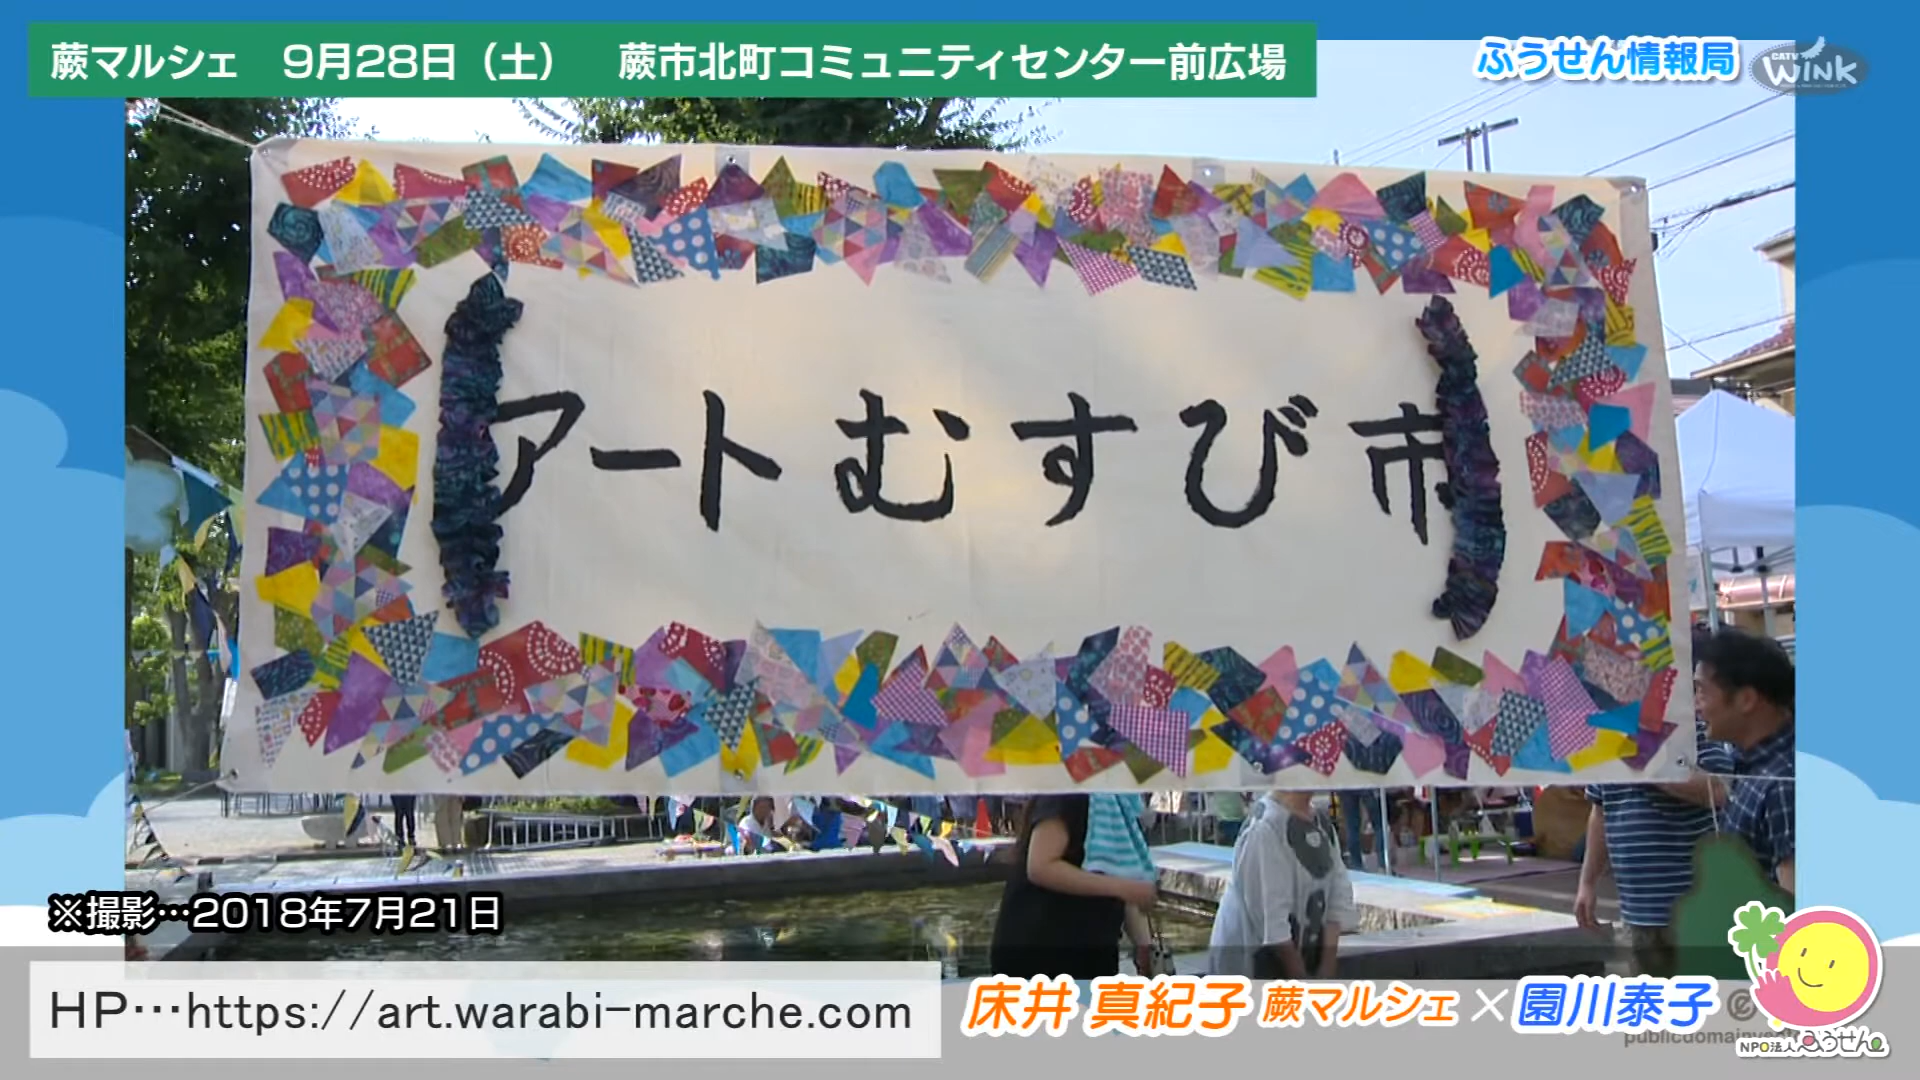 蕨マルシェ　9月28日（土）　蕨市北町コミュニティセンター前広場
ふうせん情報局
CATV
WINK
(アートむすび市)
※撮影…2018年7月21日
HP…https://art.warabi-marche.com
床井 真紀子 蕨マルシェ×園川泰子
NPO法人ふうせん